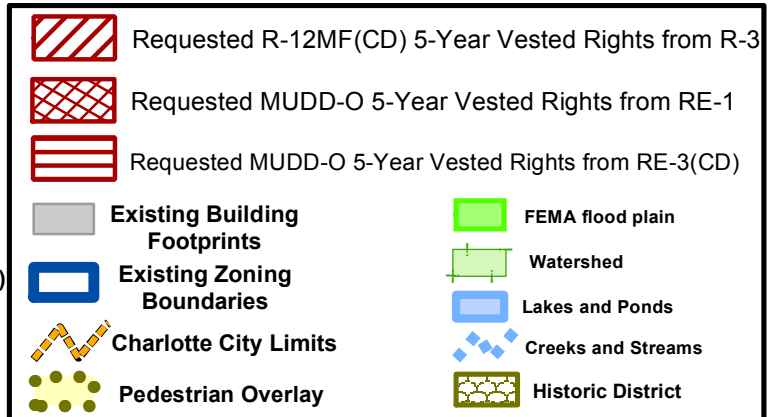 Requested R-12MF(CD) 5-Year Vested Rights from R-3
Requested MUDD-O 5-Year Vested Rights from RE-1
Requested MUDD-O 5-Year Vested Rights from RE-3(CD)
Existing Building
Footprints
)
Existing Zoning
Boundaries
Charlotte City Limits
Pedestrian Overlay
FEMA flood plain
Watershed
Lakes and Ponds
Creeks and Streams
Historic District